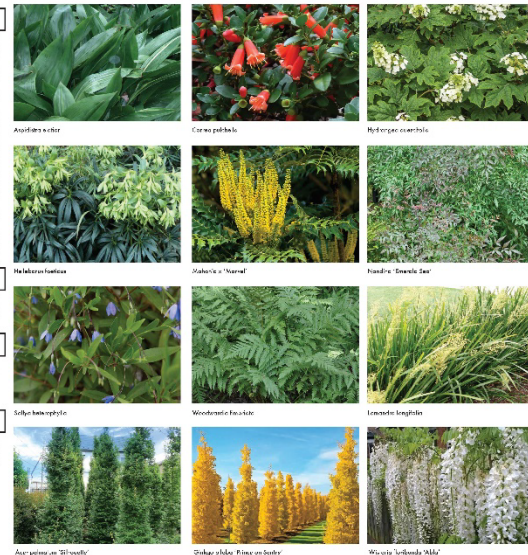 Aspidistra elatior
Correa pulchella
Hydrangea quercifolia
Helleborus foetidus
Mahonia x 'Marvel'
Nandina 'Emerald Sea'
Sollya heterophylla
Woodwardia fimbriata
Lomandra longifolia
Acer palmatum 'Silhouette'
Ginkgo biloba 'Princeton Sentry'
Wisteria floribunda 'Alba'